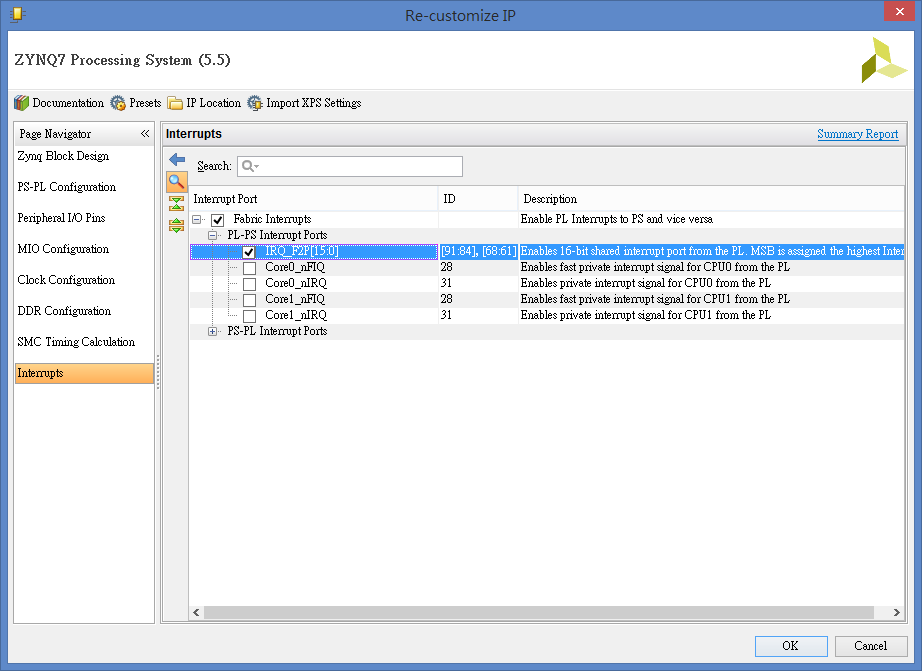 Re-customize IP
ZYNQ7 Processing System (5.5)
Documentation Presets IP Location Import XPS Settings
Page Navigator «
Zynq Block Design
PS-PL Configuration
Peripheral I/O Pins
MIO Configuration
Clock Configuration
DDR Configuration
SMC Timing Calculation
Interrupts
Interrupts Summary Report
Search:
Interrupt Port ID Description
Fabric Interrupts Enable PL Interrupts to PS and vice versa
PL-PS Interrupt Ports
IRQ_F2P[15:0] [91:84], [68:61] Enables 16-bit shared interrupt port from the PL. MSB is assigned the highest Inter
Core0_nFIQ 28 Enables fast private interrupt signal for CPU0 from the PL
Core0_nIRQ 31 Enables private interrupt signal for CPU0 from the PL
Core1_nFIQ 28 Enables fast private interrupt signal for CPU1 from the PL
Core1_nIRQ 31 Enables private interrupt signal for CPU1 from the PL
PS-PL Interrupt Ports
OK Cancel